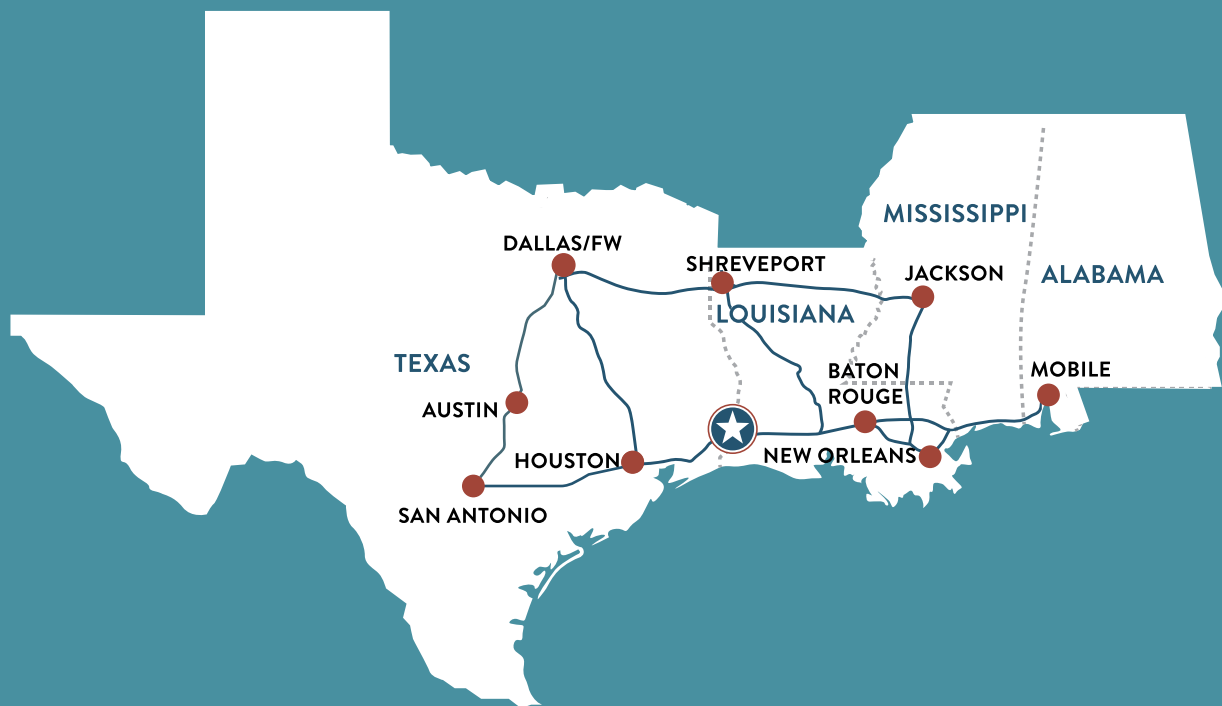 MISSISSIPPI
DALLAS/FW
SHREVEPORT
JACKSON
ALABAMA
LOUISIANA
TEXAS
BATON
ROUGE
MOBILE
AUSTIN
HOUSTON
NEW ORLEANS
SAN ANTONIO